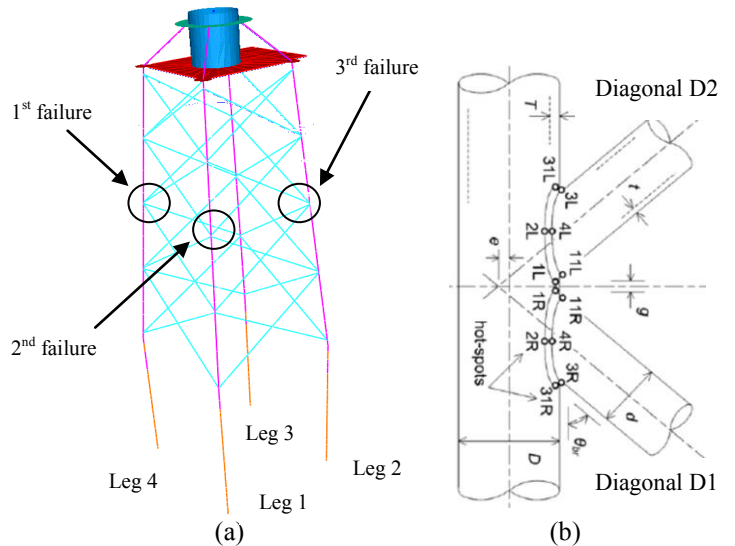 1st failure
3rd failure
2nd failure
Leg 3
Leg 4
Leg 2
Leg 1
(a)
Diagonal D2
T
31L
3L
t
2L
4L
e
11L
1L
1R
g
11R
2R
4R
hot-spots
3R
31R
d
θbr
D
Diagonal D1
(b)